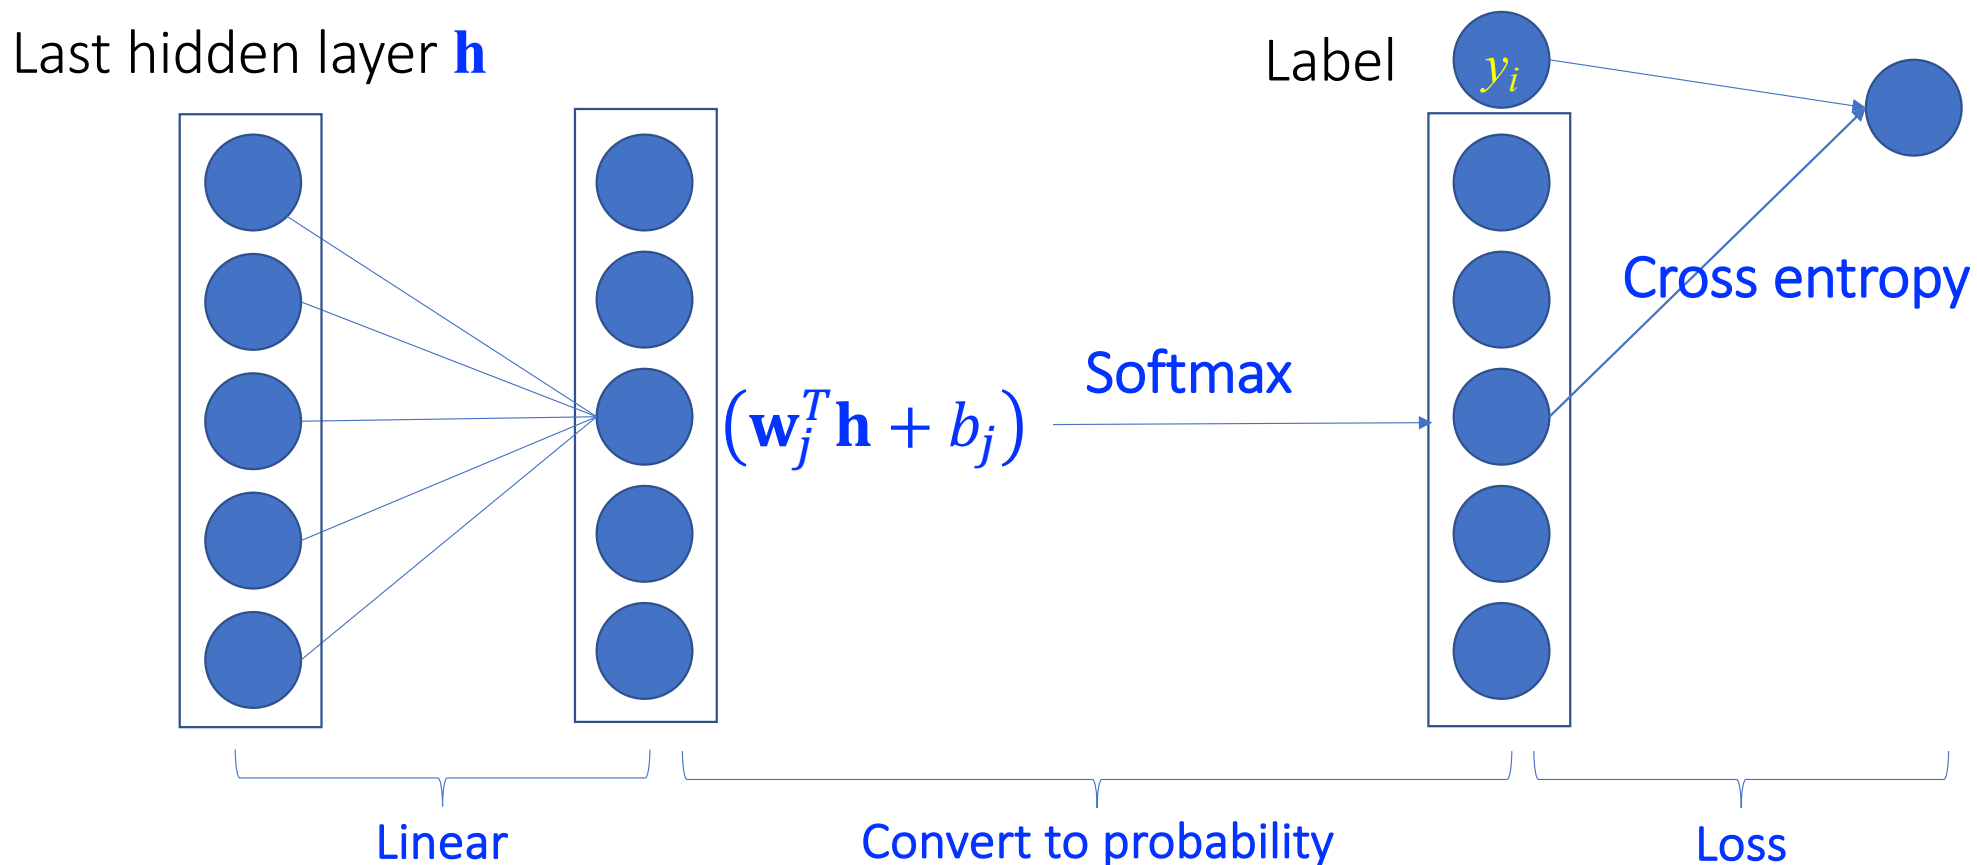 Last hidden layer h
Label
y_i
Cross entropy
Softmax
(w_j^T h + b_j)
Linear
Convert to probability
Loss